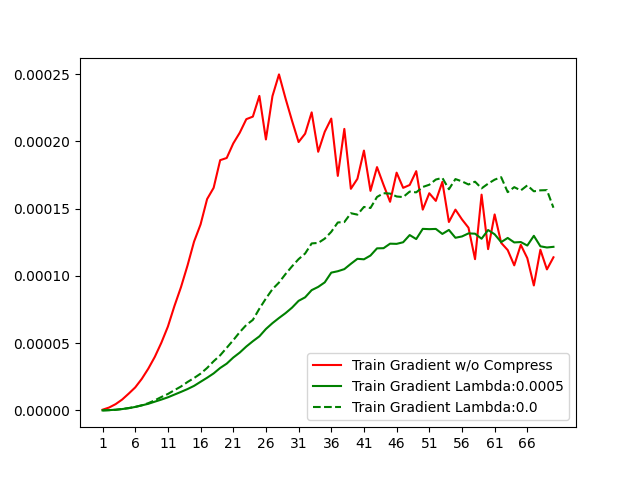 0.00025
0.00020
0.00015
0.00010
0.00005
0.00000
Train Gradient w/o Compress
Train Gradient Lambda:0.0005
Train Gradient Lambda:0.0
1 6 11 16 21 26 31 36 41 46 51 56 61 66